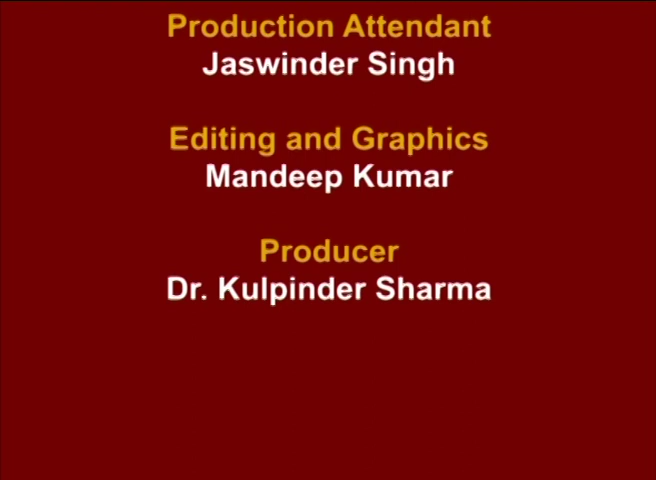 Production Attendant
Jaswinder Singh
Editing and Graphics
Mandeep Kumar
Producer
Dr. Kulpinder Sharma